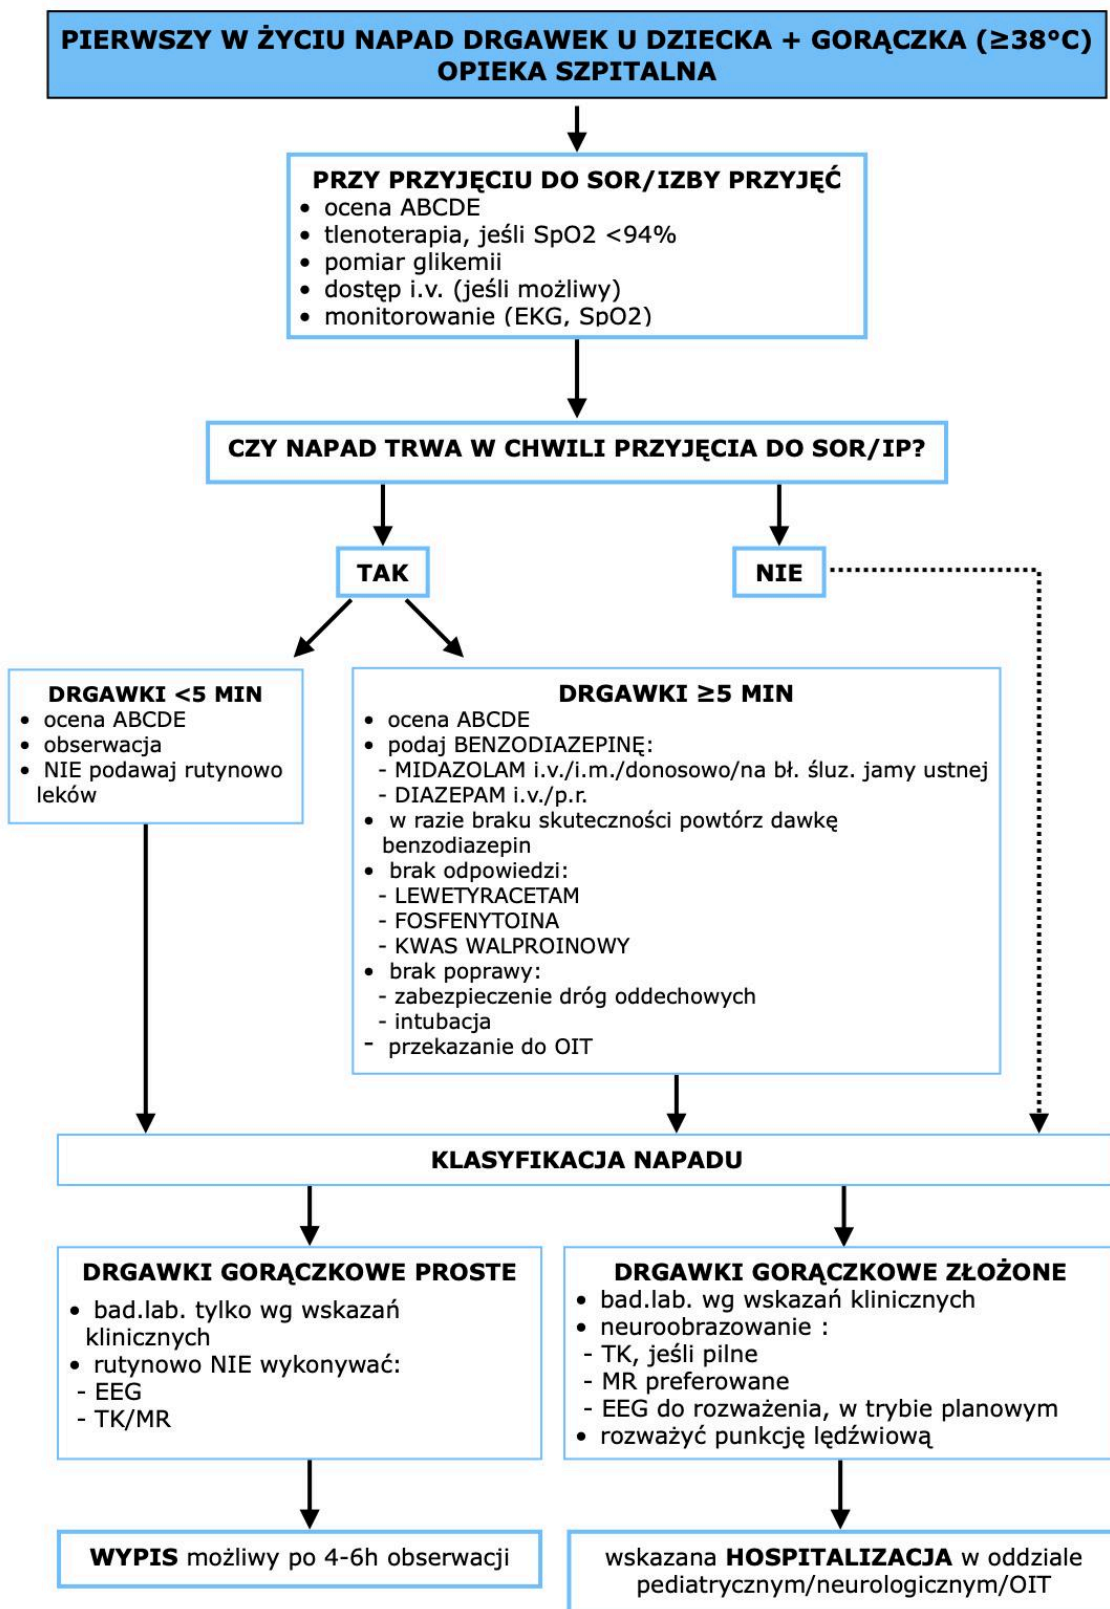 PIERWSZY W ŻYCIU NAPAD DRGAWEK U DZIECKA + GORĄCZKA (≥38°C)
OPIEKA SZPITALNA
PRZY PRZYJĘCIU DO SOR/IZBY PRZYJĘĆ
• ocena ABCDE
• tlenoterapia, jeśli SpO2 <94%
• pomiar glikemii
• dostęp i.v. (jeśli możliwy)
• monitorowanie (EKG, SpO2)
CZY NAPAD TRWA W CHWILI PRZYJĘCIA DO SOR/IP?
TAK
NIE
DRGAWKI <5 MIN
• ocena ABCDE
• obserwacja
• NIE podawaj rutynowo
leków
DRGAWKI ≥5 MIN
• ocena ABCDE
• podaj BENZODIAZEPINĘ:
- MIDAZOLAM i.v./i.m./donosowo/na bł. śluz. jamy ustnej
- DIAZEPAM i.v./p.r.
• w razie braku skuteczności powtórz dawkę
benzodiazepin
• brak odpowiedzi:
- LEWETYRACETAM
- FOSFENYTOINA
- KWAS WALPROINOWY
• brak poprawy:
- zabezpieczenie dróg oddechowych
- intubacja
- przekazanie do OIT
KLASYFIKACJA NAPADU
DRGAWKI GORĄCZKOWE PROSTE
• bad.lab. tylko wg wskazań
klinicznych
• rutynowo NIE wykonywać:
- EEG
- TK/MR
DRGAWKI GORĄCZKOWE ZŁOŻONE
• bad.lab. wg wskazań klinicznych
• neuroobrazowanie :
- TK, jeśli pilne
- MR preferowane
- EEG do rozważenia, w trybie planowym
• rozważyć punkcję lędźwiową
WYPIS możliwy po 4-6h obserwacji
wskazana HOSPITALIZACJA w oddziale
pediatrycznym/neurologicznym/OIT